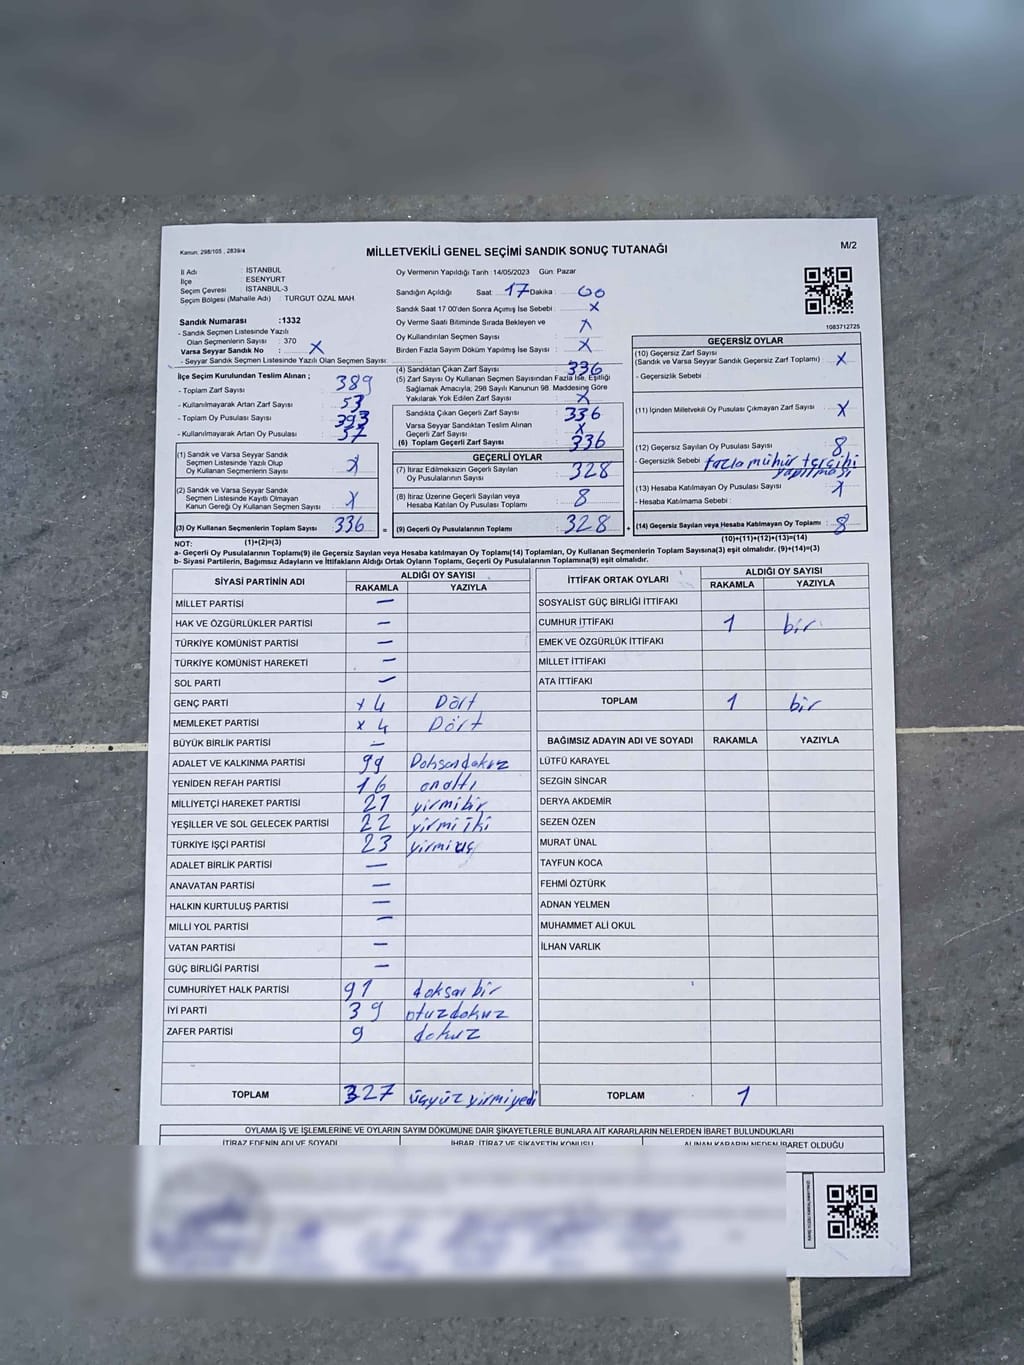 Kanun: 298/105 , 2839/4
MİLLETVEKİLİ GENEL SEÇİMİ SANDIK SONUÇ TUTANAĞI
M/2
İl Adı : İSTANBUL
İlçe : ESENYURT
Seçim Çevresi : İSTANBUL-3
Seçim Bölgesi (Mahalle Adı) : TURGUT ÖZAL MAH
Sandık Numarası :1332
- Sandık Seçmen Listesinde Yazılı
Olan Seçmenlerin Sayısı : 370
Varsa Seyyar Sandık No : X
- Seyyar Sandık Seçmen Listesinde Yazılı Olan Seçmen Sayısı:
Oy Vermenin Yapıldığı Tarih :14/05/2023 Gün: Pazar
Sandığın Açıldığı Saat: 17 Dakika : 00
Sandık Saat 17.00'den Sonra Açımış İse Sebebi : X
Oy Verme Saati Bitiminde Sırada Bekleyen ve
Oy Kullandırılan Seçmen Sayısı : X
Birden Fazla Sayım Döküm Yapılmış İse Sayısı : X
1083712725
İlçe Seçim Kurulundan Teslim Alınan ;
- Toplam Zarf Sayısı : 389
- Kullanılmayarak Artan Zarf Sayısı : 53
- Toplam Oy Pusulası Sayısı : 393
- Kullanılmayarak Artan Oy Pusulası : 57
(1) Sandık ve Varsa Seyyar Sandık
Seçmen Listesinde Yazılı Olup
Oy Kullanan Seçmenlerin Sayısı : X
(2) Sandık ve Varsa Seyyar Sandık
Seçmen Listesinde Kayıtlı Olmayan
Kanun Gereği Oy Kullanan Seçmen Sayısı : X
(3) Oy Kullanan Seçmenlerin Toplam Sayısı : 336
(4) Sandıktan Çıkan Zarf Sayısı : 336
(5) Zarf Sayısı Oy Kullanan Seçmen Sayısından Fazla İse, Eşitliği
Sağlamak Amacıyla, 298 Sayılı Kanunun 98. Maddesine Göre
Yakılarak Yok Edilen Zarf Sayısı : X
Sandıkta Çıkan Geçerli Zarf Sayısı : 336
Varsa Seyyar Sandıktan Teslim Alınan
Geçerli Zarf Sayısı : X
(6) Toplam Geçerli Zarf Sayısı : 336
GEÇERLİ OYLAR
(7) İtiraz Edilmeksizin Geçerli Sayılan
Oy Pusulasının Sayısı : 328
(8) İtiraz Üzerine Geçerli Sayılan veya
Hesaba Katılan Oy Pusulasının Toplamı : 8
= (9) Geçerli Oy Pusulalarının Toplamı : 328
GEÇERSİZ OYLAR
(10) Geçersiz Zarf Sayısı
(Sandık ve Varsa Seyyar Sandık Geçersiz Zarf Toplamı) : X
- Geçersizlik Sebebi :
(11) İçinden Milletvekili Oy Pusulası Çıkmayan Zarf Sayısı : X
(12) Geçersiz Sayılan Oy Pusulası Sayısı : 8
- Geçersizlik Sebebi : fazla mühür tercihi
yapılması
(13) Hesaba Katılmayan Oy Pusulası Sayısı : X
- Hesaba Katılmama Sebebi :
+ (14) Geçersiz Sayılan veya Hesaba Katılmayan Oy Toplamı : 8
NOT: (1)+(2)=(3)
(10)+(11)+(12)+(13)=(14)
a- Geçerli Oy Pusulalarının Toplamı(9) ile Geçersiz Sayılan veya Hesaba katılmayan Oy Toplamı(14) Toplamları, Oy Kullanan Seçmenlerin Toplam Sayısına(3) eşit olmalıdır. (9)+(14)=(3)
b- Siyasi Partilerin, Bağımsız Adayların ve İttifakların Aldığı Ortak Oyların Toplamı, Geçerli Oy Pusulalarının Toplamına(9) eşit olmalıdır.
SİYASİ PARTİNİN ADI ALDIĞI OY SAYISI
RAKAMLA YAZIYLA
MİLLET PARTİSİ —
HAK VE ÖZGÜRLÜKLER PARTİSİ —
TÜRKİYE KOMÜNİST PARTİSİ —
TÜRKİYE KOMÜNİST HAREKETİ —
SOL PARTİ —
GENÇ PARTİ x 4 Dört
MEMLEKET PARTİSİ x 4 Dört
BÜYÜK BİRLİK PARTİSİ —
ADALET VE KALKINMA PARTİSİ 99 Doksandokuz
YENİDEN REFAH PARTİSİ 16 onaltı
MİLLİYETÇİ HAREKET PARTİSİ 21 yirmibir
YEŞİLLER VE SOL GELECEK PARTİSİ 22 yirmi iki
TÜRKİYE İŞÇİ PARTİSİ 23 yirmi üç
ADALET BİRLİK PARTİSİ —
ANAVATAN PARTİSİ —
HALKIN KURTULUŞ PARTİSİ —
MİLLİ YOL PARTİSİ —
VATAN PARTİSİ —
GÜÇ BİRLİĞİ PARTİSİ —
CUMHURİYET HALK PARTİSİ 91 doksan bir
İYİ PARTİ 39 otuzdokuz
ZAFER PARTİSİ 9 dokuz
TOPLAM 327 üçyüz yirmiyedi
İTTİFAK ORTAK OYLARI ALDIĞI OY SAYISI
RAKAMLA YAZIYLA
SOSYALİST GÜÇ BİRLİĞİ İTTİFAKI
CUMHUR İTTİFAKI 1 bir
EMEK VE ÖZGÜRLÜK İTTİFAKI
MİLLET İTTİFAKI
ATA İTTİFAKI
TOPLAM 1 bir
BAĞIMSIZ ADAYIN ADI VE SOYADI RAKAMLA YAZIYLA
LÜTFÜ KARAYEL
SEZGİN SİNCAR
DERYA AKDEMİR
SEZEN ÖZEN
MURAT ÜNAL
TAYFUN KOCA
FEHMİ ÖZTÜRK
ADNAN YELMEN
MUHAMMET ALİ OKUL
İLHAN VARLIK
TOPLAM 1
OYLAMA İŞ VE İŞLEMLERİNE VE OYLARIN SAYIM DÖKÜMÜNE DAİR ŞİKAYETLERLE BUNLARA AİT KARARLARIN NELERDEN İBARET BULUNDUKLARI
İTİRAZ EDENİN ADI VE SOYADI İHBAR, İTİRAZ VE ŞİKAYETİN KONUSU ALINAN KARARIN NEDEN İBARET OLDUĞU